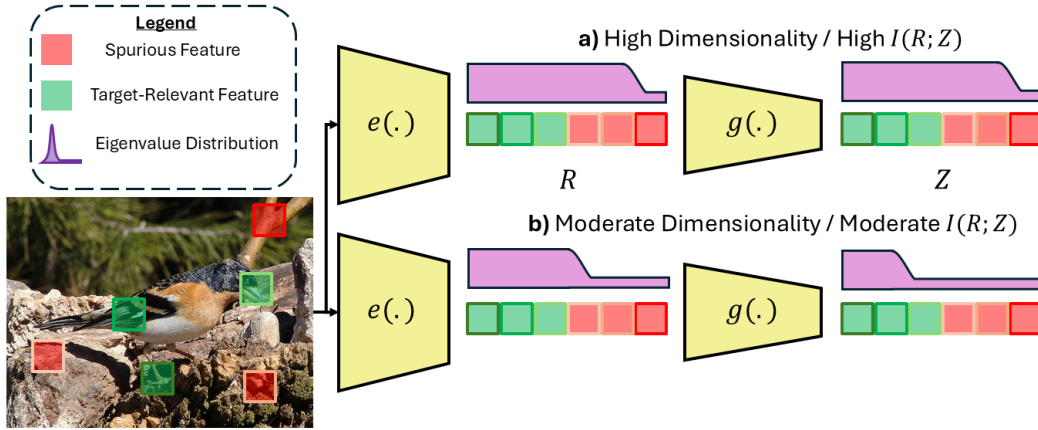 Legend
Spurious Feature
Target-Relevant Feature
Eigenvalue Distribution
a) High Dimensionality / High I(R; Z)
e(.)
g(.)
R
Z
b) Moderate Dimensionality / Moderate I(R; Z)
e(.)
g(.)